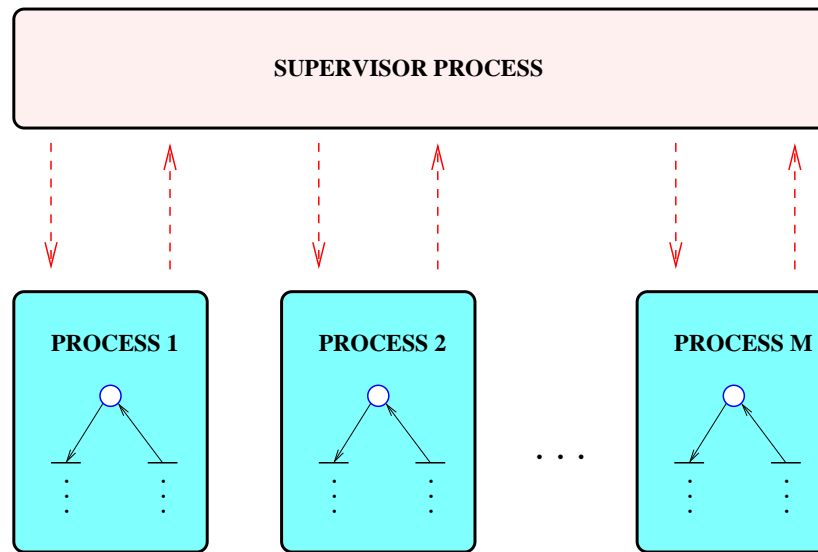 SUPERVISOR PROCESS
PROCESS 1
PROCESS 2
PROCESS M
. . .